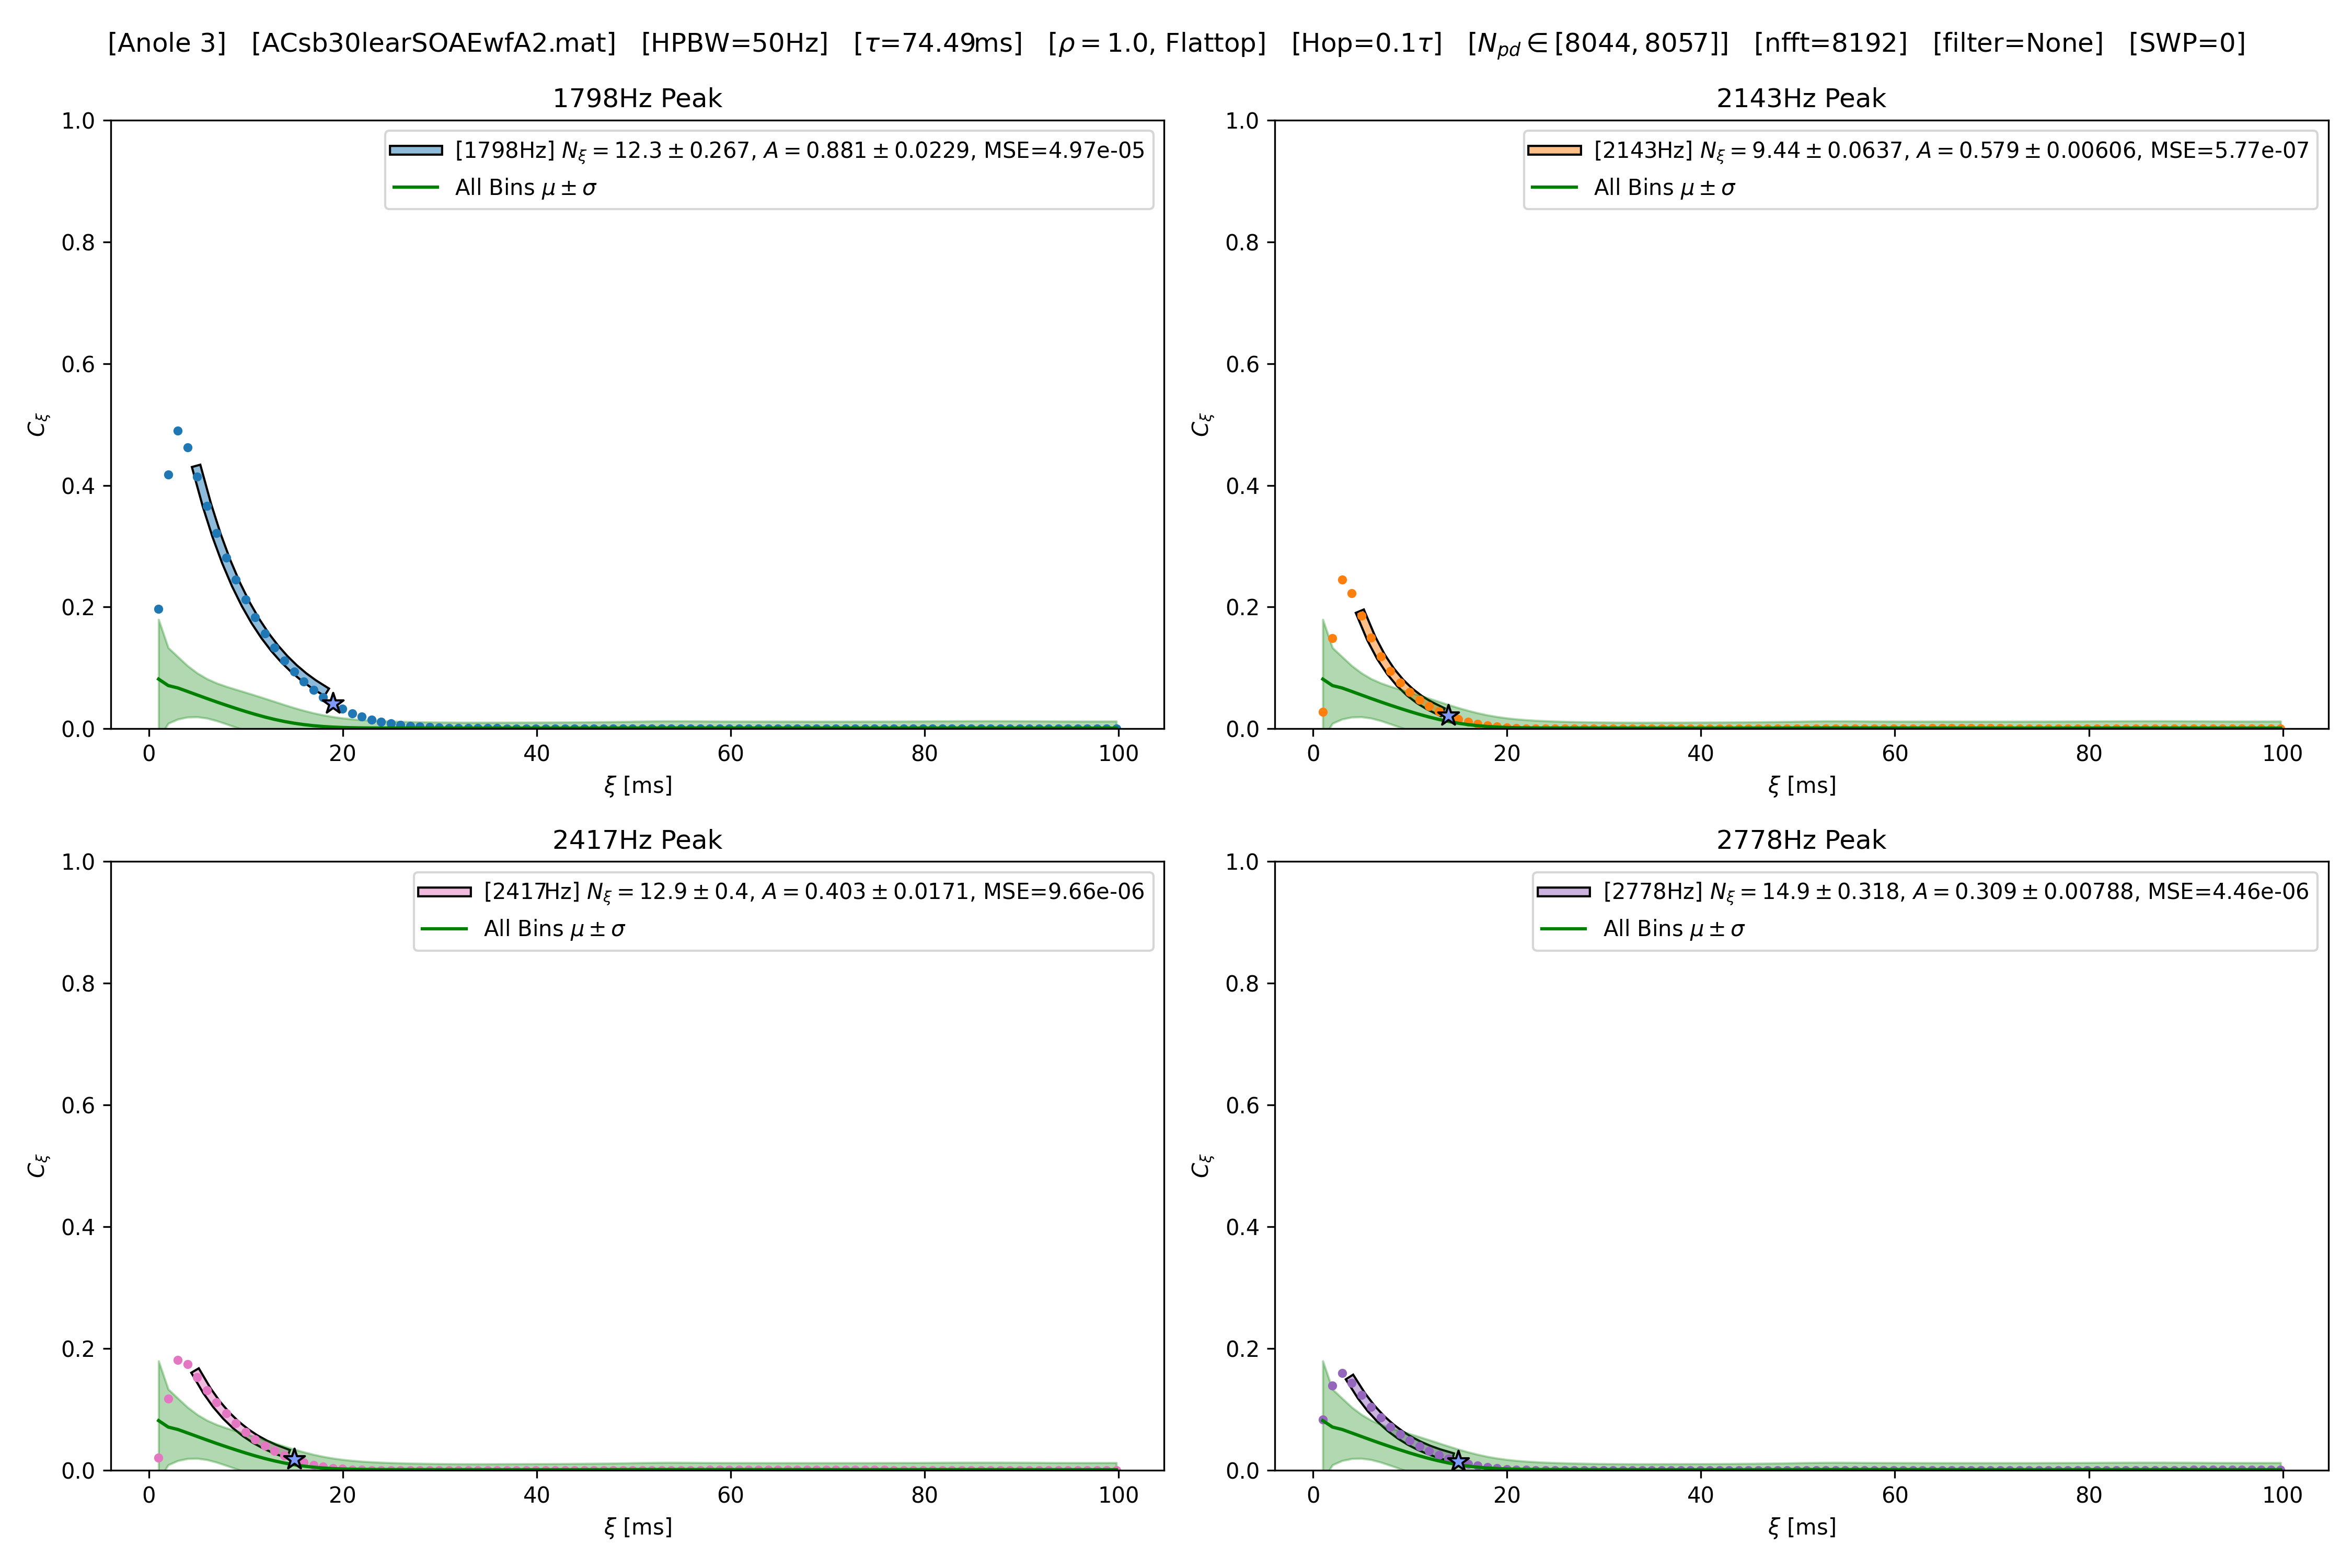 [Anole 3] [ACsb30learSOAEwfA2.mat] [HPBW=50Hz] [τ=74.49ms] [ρ = 1.0, Flattop] [Hop=0.1τ] [N_pd ∈ [8044, 8057]] [nfft=8192] [filter=None] [SWP=0]
1798Hz Peak
[1798Hz] N_ξ = 12.3 ± 0.267, A = 0.881 ± 0.0229, MSE=4.97e-05
All Bins μ ± σ
1.0
0.8
0.6
0.4
0.2
0.0
C_ξ
0 20 40 60 80 100
ξ [ms]
2143Hz Peak
[2143Hz] N_ξ = 9.44 ± 0.0637, A = 0.579 ± 0.00606, MSE=5.77e-07
All Bins μ ± σ
1.0
0.8
0.6
0.4
0.2
0.0
C_ξ
0 20 40 60 80 100
ξ [ms]
2417Hz Peak
[2417Hz] N_ξ = 12.9 ± 0.4, A = 0.403 ± 0.0171, MSE=9.66e-06
All Bins μ ± σ
1.0
0.8
0.6
0.4
0.2
0.0
C_ξ
0 20 40 60 80 100
ξ [ms]
2778Hz Peak
[2778Hz] N_ξ = 14.9 ± 0.318, A = 0.309 ± 0.00788, MSE=4.46e-06
All Bins μ ± σ
1.0
0.8
0.6
0.4
0.2
0.0
C_ξ
0 20 40 60 80 100
ξ [ms]